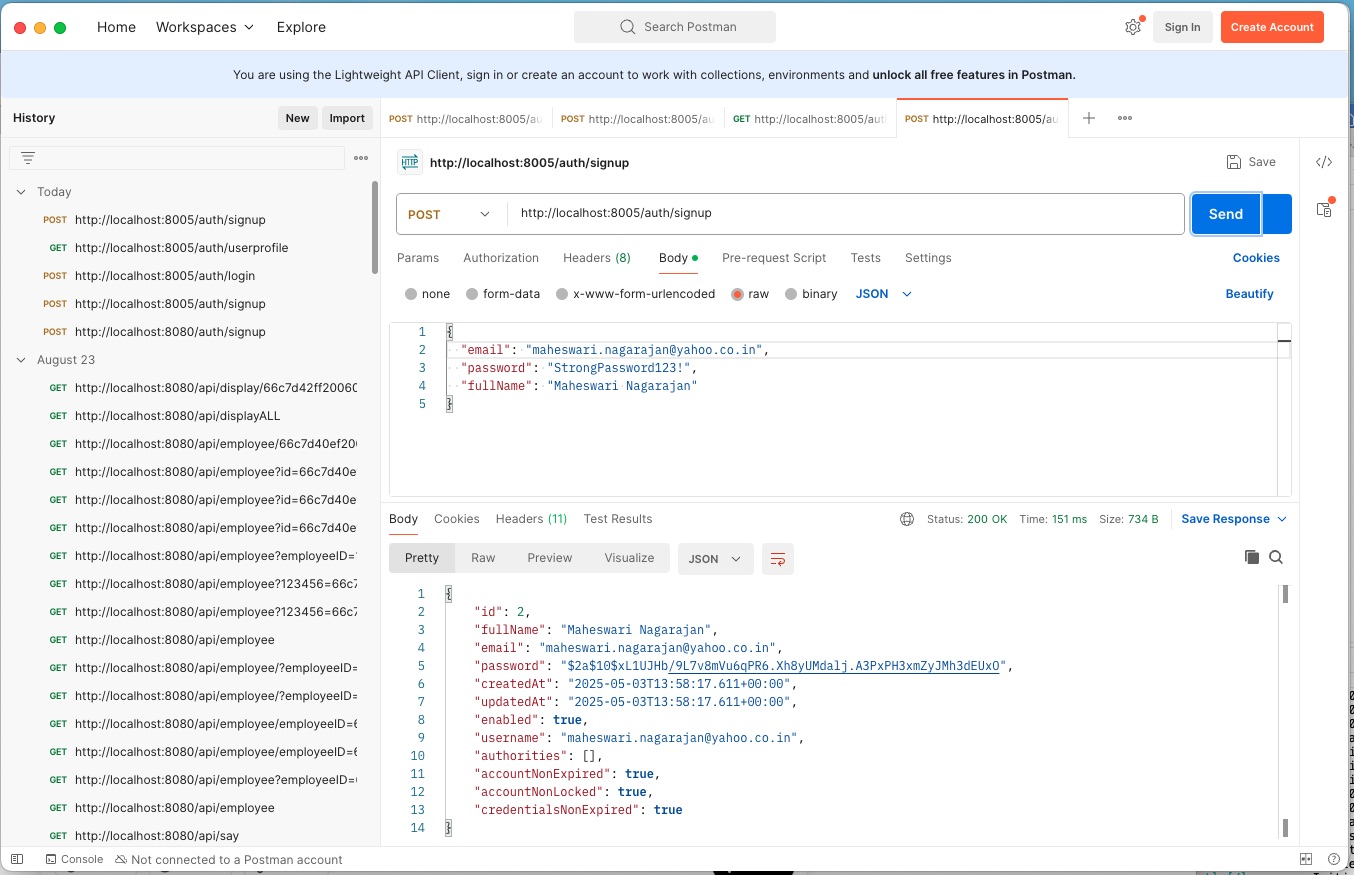 Home Workspaces Explore Search Postman Sign In Create Account
You are using the Lightweight API Client, sign in or create an account to work with collections, environments and unlock all free features in Postman.
History New Import
Today
POST http://localhost:8005/auth/signup
GET http://localhost:8005/auth/userprofile
POST http://localhost:8005/auth/login
POST http://localhost:8005/auth/signup
POST http://localhost:8080/auth/signup
August 23
GET http://localhost:8080/api/display/66c7d42ff20060
GET http://localhost:8080/api/displayALL
GET http://localhost:8080/api/employee/66c7d40ef20
GET http://localhost:8080/api/employee?id=66c7d40e
GET http://localhost:8080/api/employee?id=66c7d40e
GET http://localhost:8080/api/employee?id=66c7d40e
GET http://localhost:8080/api/employee?employeeID=
GET http://localhost:8080/api/employee?123456=66c7
GET http://localhost:8080/api/employee?123456=66c7
GET http://localhost:8080/api/employee
GET http://localhost:8080/api/employee/?employeeID=
GET http://localhost:8080/api/employee/?employeeID=
GET http://localhost:8080/api/employee/employeeID=6
GET http://localhost:8080/api/employee/employeeID=6
GET http://localhost:8080/api/employee?employeeID=
GET http://localhost:8080/api/employee
GET http://localhost:8080/api/say
POST http://localhost:8005/au POST http://localhost:8005/au GET http://localhost:8005/aut POST http://localhost:8005/au
HTTP http://localhost:8005/auth/signup Save
POST http://localhost:8005/auth/signup Send
Params Authorization Headers (8) Body Pre-request Script Tests Settings Cookies
none form-data x-www-form-urlencoded raw binary JSON Beautify
1 {
2 "email": "maheswari.nagarajan@yahoo.co.in",
3 "password": "StrongPassword123!",
4 "fullName": "Maheswari Nagarajan"
5 }
Body Cookies Headers (11) Test Results Status: 200 OK Time: 151 ms Size: 734 B Save Response
Pretty Raw Preview Visualize JSON
1 {
2 "id": 2,
3 "fullName": "Maheswari Nagarajan",
4 "email": "maheswari.nagarajan@yahoo.co.in",
5 "password": "$2a$10$xL1UJHb/9L7v8mVu6qPR6.Xh8yUMdalj.A3PxPH3xmZyJMh3dEUxO",
6 "createdAt": "2025-05-03T13:58:17.611+00:00",
7 "updatedAt": "2025-05-03T13:58:17.611+00:00",
8 "enabled": true,
9 "username": "maheswari.nagarajan@yahoo.co.in",
10 "authorities": [],
11 "accountNonExpired": true,
12 "accountNonLocked": true,
13 "credentialsNonExpired": true
14 }
Console Not connected to a Postman account